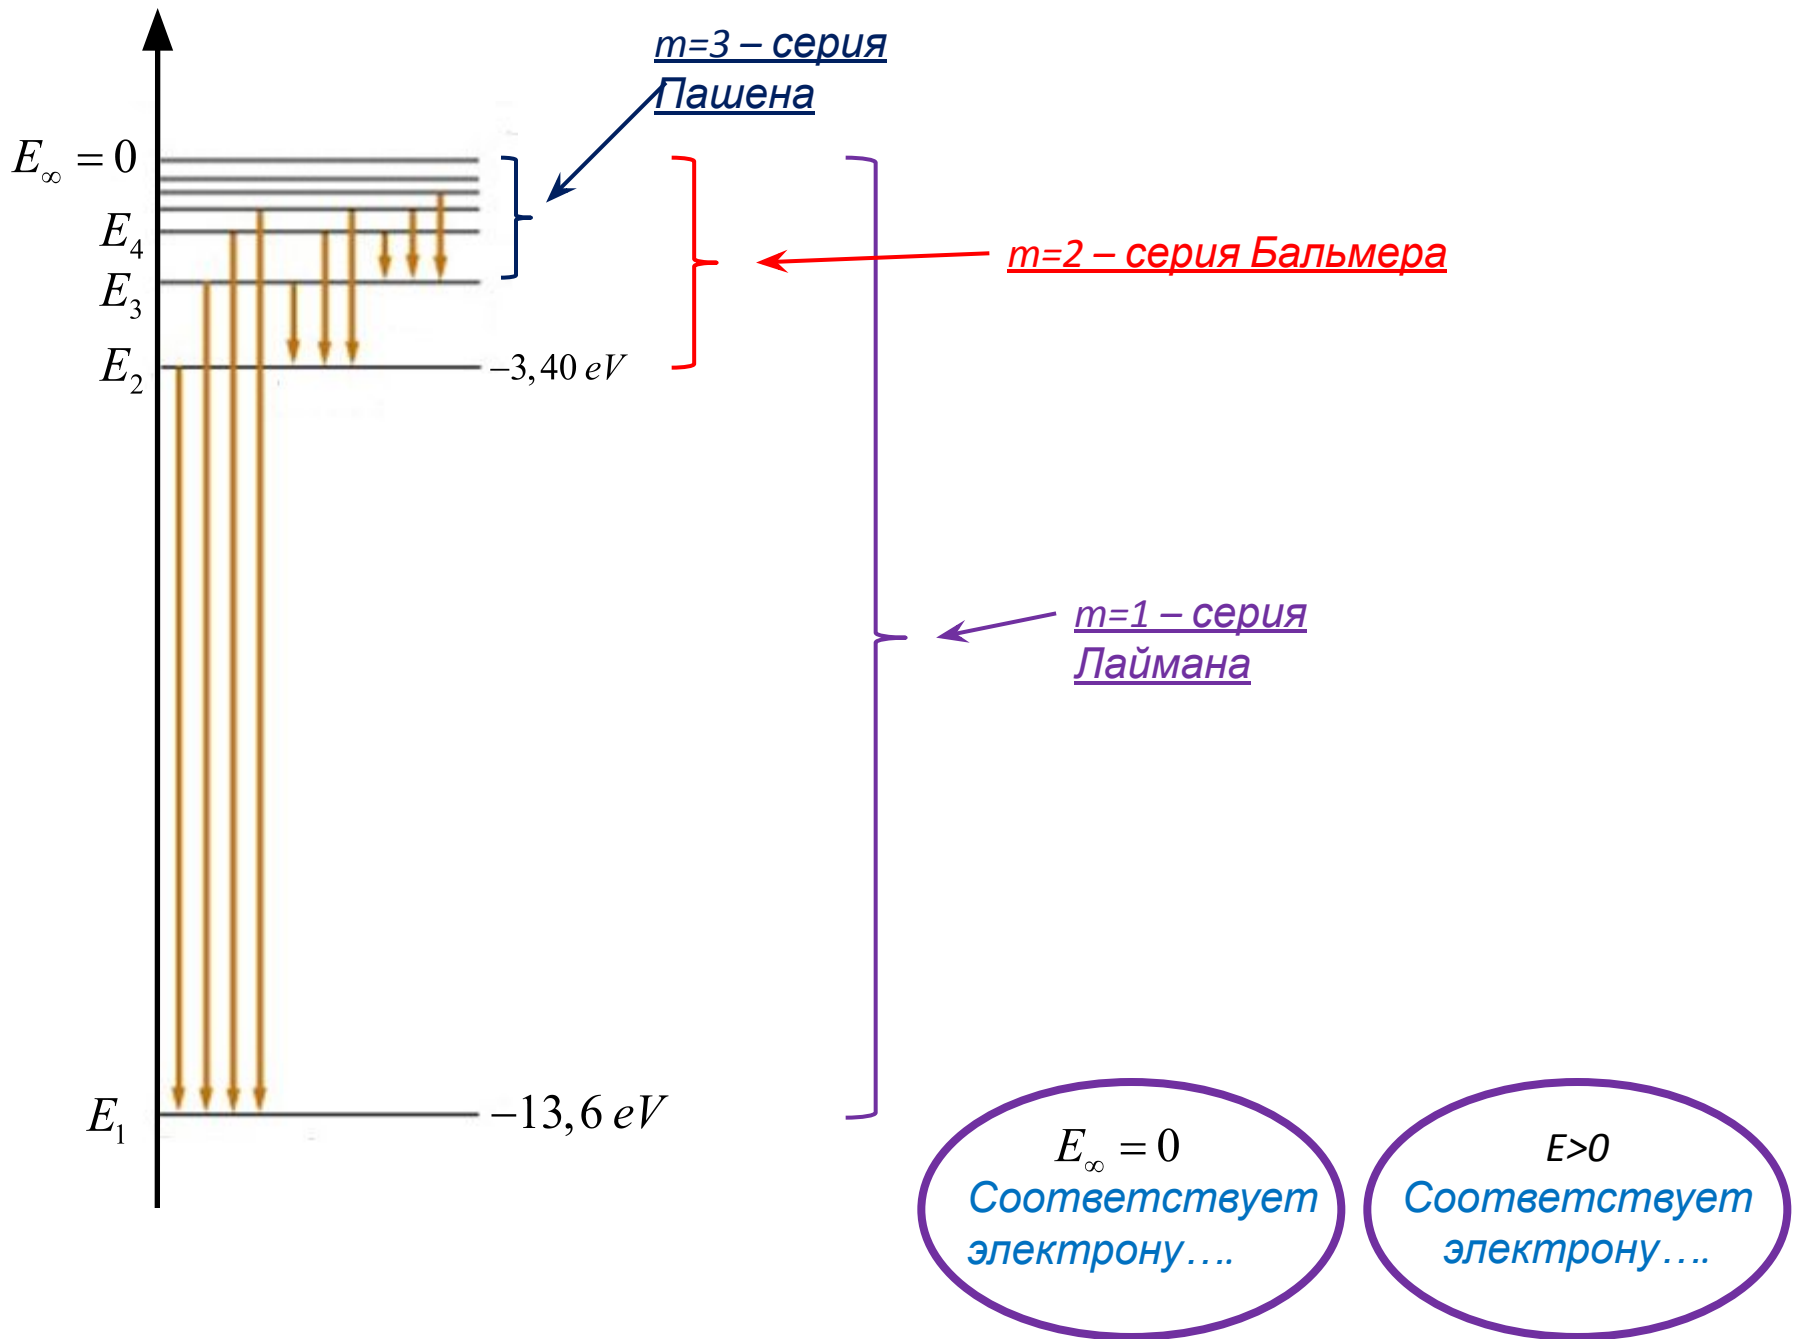 m=3 – серия
Пашена
E∞ = 0
E4
m=2 – серия Бальмера
E3
E2
−3,40 eV
m=1 – серия
Лаймана
E1
−13,6 eV
E∞ = 0
Соответствует
электрону….
E>0
Соответствует
электрону….